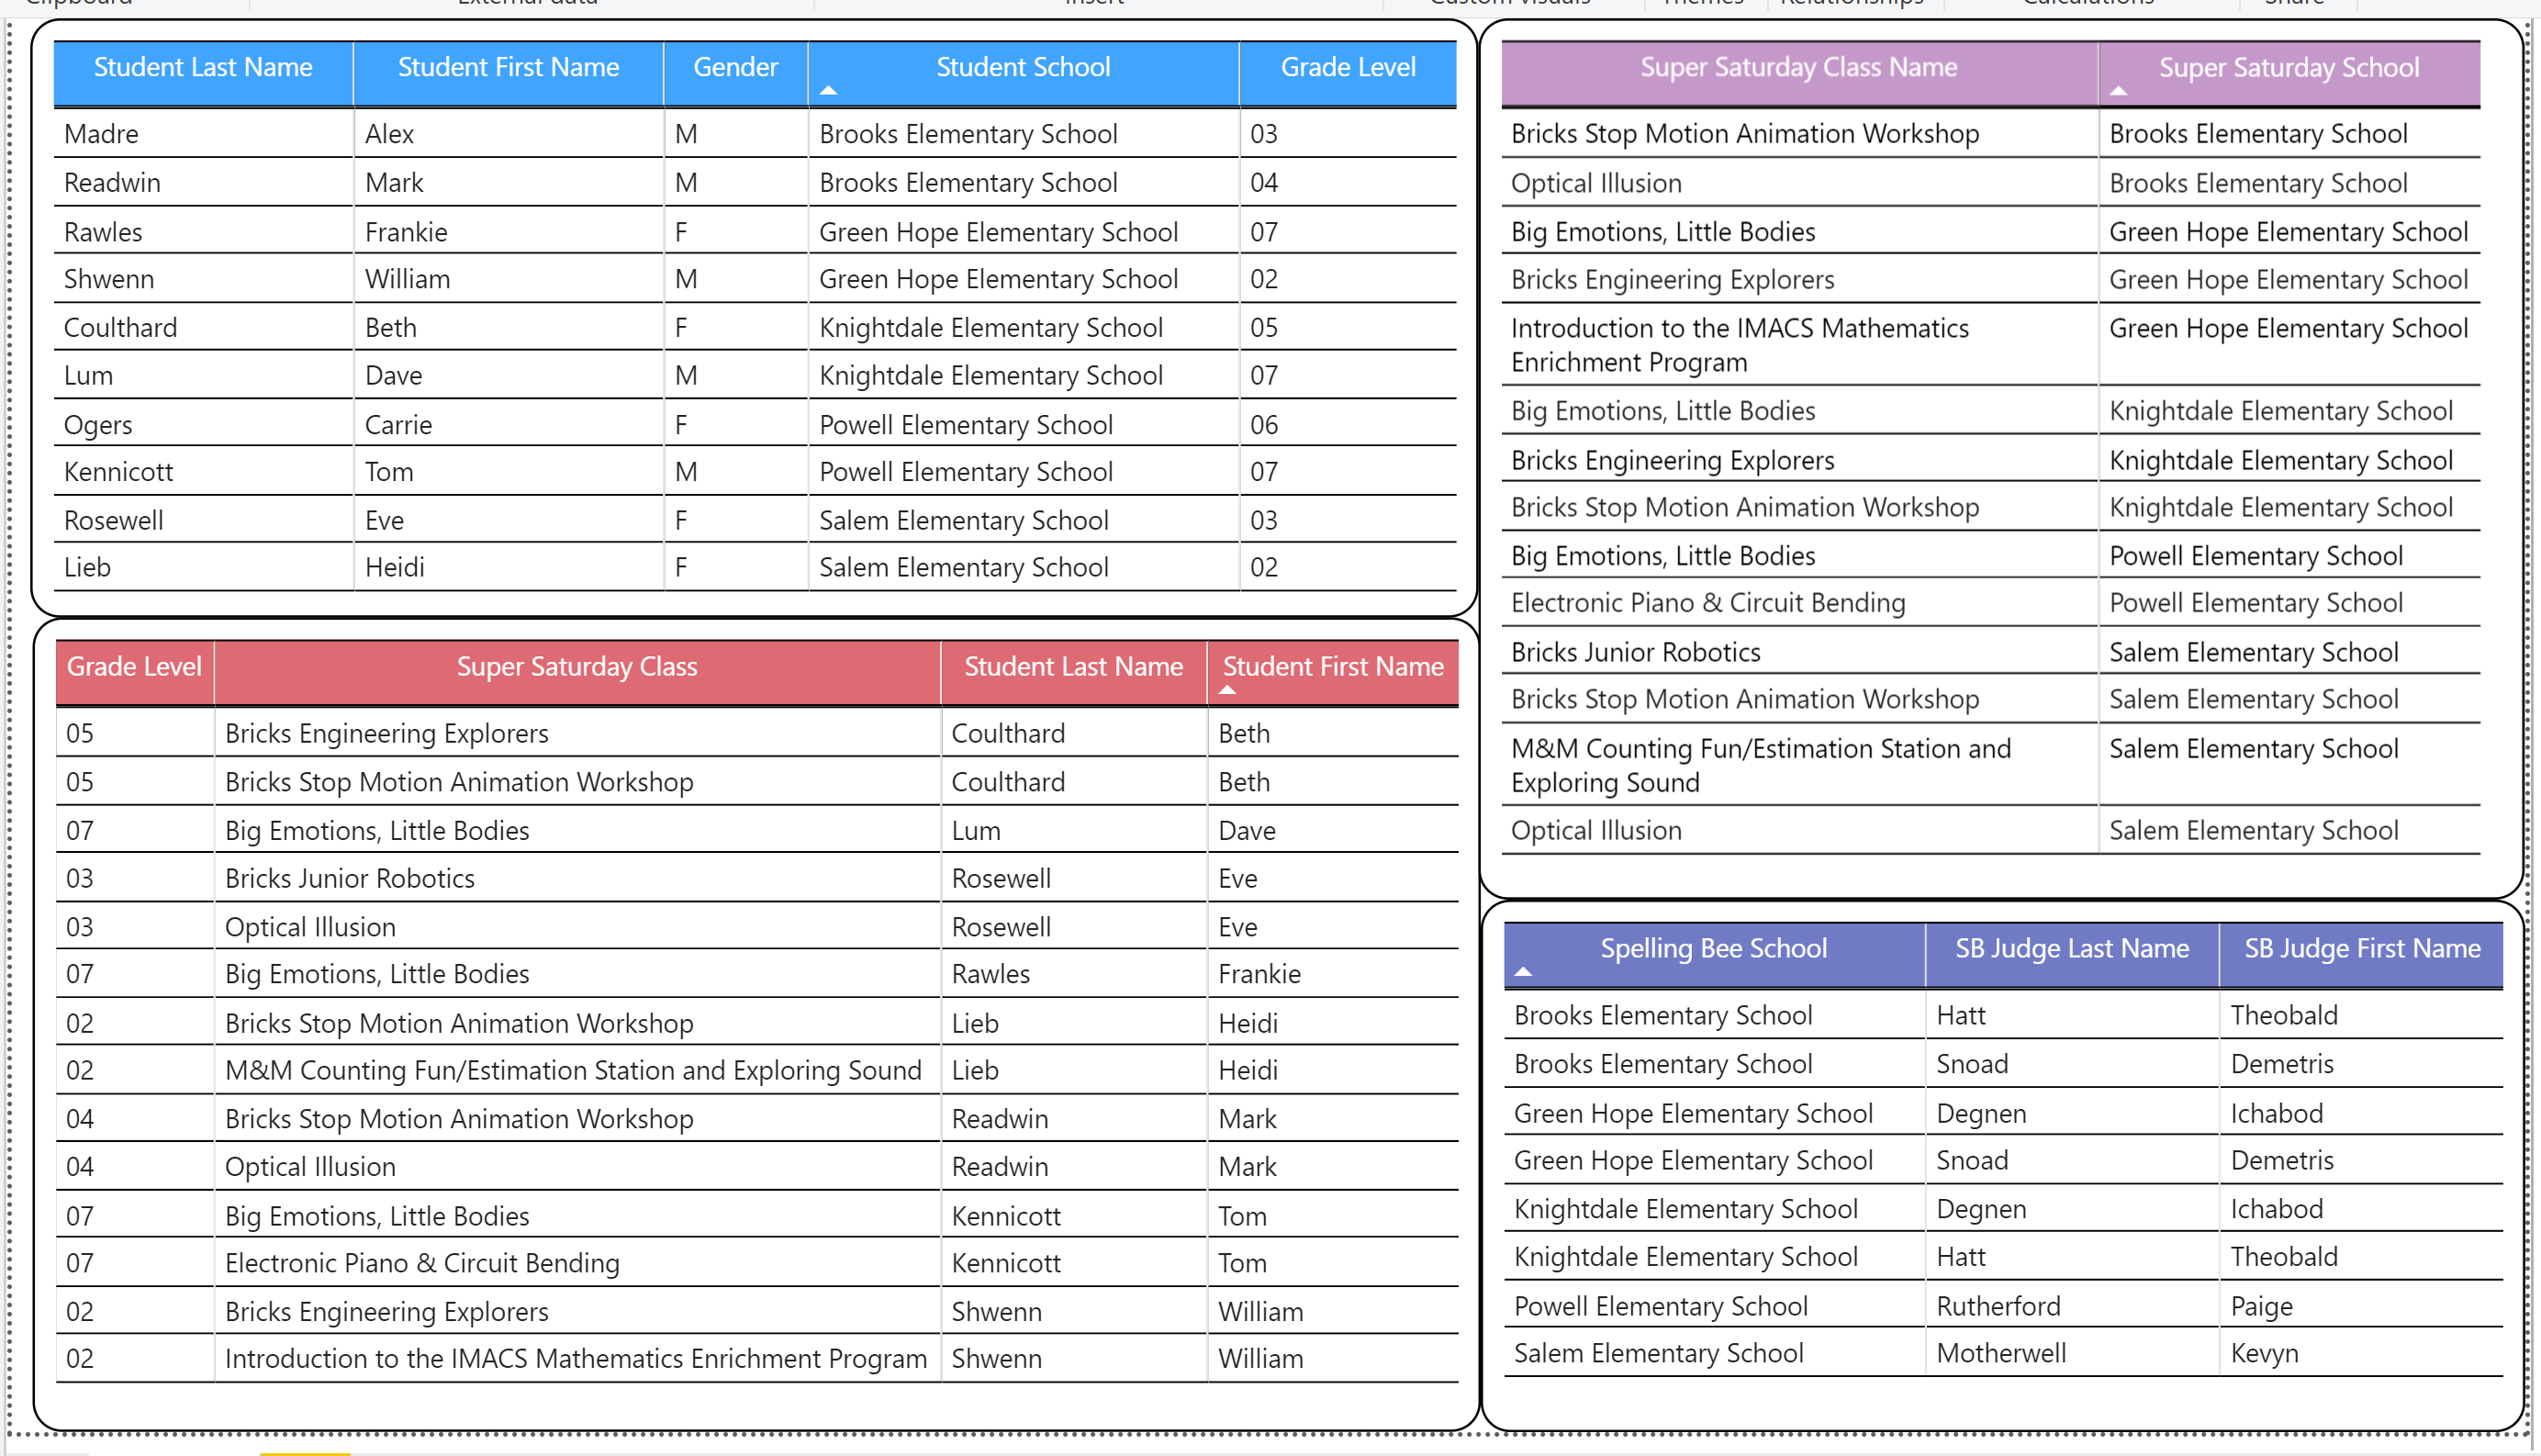 Clipboard External data Insert Custom visuals Themes Relationships Calculations Share
Student Last Name Student First Name Gender Student School Grade Level
Madre Alex M Brooks Elementary School 03
Readwin Mark M Brooks Elementary School 04
Rawles Frankie F Green Hope Elementary School 07
Shwenn William M Green Hope Elementary School 02
Coulthard Beth F Knightdale Elementary School 05
Lum Dave M Knightdale Elementary School 07
Ogers Carrie F Powell Elementary School 06
Kennicott Tom M Powell Elementary School 07
Rosewell Eve F Salem Elementary School 03
Lieb Heidi F Salem Elementary School 02
Super Saturday Class Name Super Saturday School
Bricks Stop Motion Animation Workshop Brooks Elementary School
Optical Illusion Brooks Elementary School
Big Emotions, Little Bodies Green Hope Elementary School
Bricks Engineering Explorers Green Hope Elementary School
Introduction to the IMACS Mathematics Green Hope Elementary School
Enrichment Program
Big Emotions, Little Bodies Knightdale Elementary School
Bricks Engineering Explorers Knightdale Elementary School
Bricks Stop Motion Animation Workshop Knightdale Elementary School
Big Emotions, Little Bodies Powell Elementary School
Electronic Piano & Circuit Bending Powell Elementary School
Bricks Junior Robotics Salem Elementary School
Bricks Stop Motion Animation Workshop Salem Elementary School
M&M Counting Fun/Estimation Station and Salem Elementary School
Exploring Sound
Optical Illusion Salem Elementary School
Grade Level Super Saturday Class Student Last Name Student First Name
05 Bricks Engineering Explorers Coulthard Beth
05 Bricks Stop Motion Animation Workshop Coulthard Beth
07 Big Emotions, Little Bodies Lum Dave
03 Bricks Junior Robotics Rosewell Eve
03 Optical Illusion Rosewell Eve
07 Big Emotions, Little Bodies Rawles Frankie
02 Bricks Stop Motion Animation Workshop Lieb Heidi
02 M&M Counting Fun/Estimation Station and Exploring Sound Lieb Heidi
04 Bricks Stop Motion Animation Workshop Readwin Mark
04 Optical Illusion Readwin Mark
07 Big Emotions, Little Bodies Kennicott Tom
07 Electronic Piano & Circuit Bending Kennicott Tom
02 Bricks Engineering Explorers Shwenn William
02 Introduction to the IMACS Mathematics Enrichment Program Shwenn William
Spelling Bee School SB Judge Last Name SB Judge First Name
Brooks Elementary School Hatt Theobald
Brooks Elementary School Snoad Demetris
Green Hope Elementary School Degnen Ichabod
Green Hope Elementary School Snoad Demetris
Knightdale Elementary School Degnen Ichabod
Knightdale Elementary School Hatt Theobald
Powell Elementary School Rutherford Paige
Salem Elementary School Motherwell Kevyn